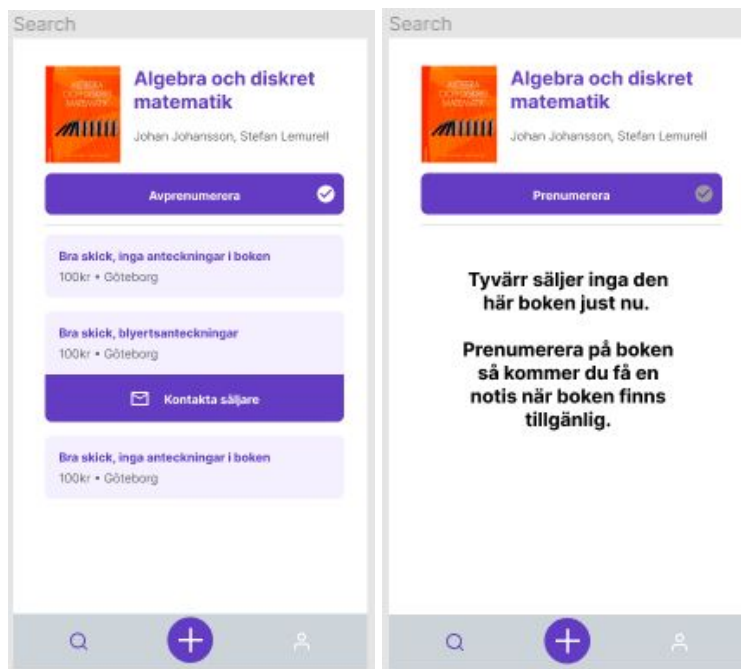 Search
Algebra och diskret
matematik
Johan Johansson, Stefan Lemurell
Avprenumerera
Bra skick, inga anteckningar i boken
100kr • Göteborg
Bra skick, blyertsanteckningar
100kr • Göteborg
Kontakta säljare
Bra skick, inga anteckningar i boken
100kr • Göteborg
Search
Algebra och diskret
matematik
Johan Johansson, Stefan Lemurell
Prenumerera
Tyvärr säljer inga den
här boken just nu.
Prenumerera på boken
så kommer du få en
notis när boken finns
tillgänlig.